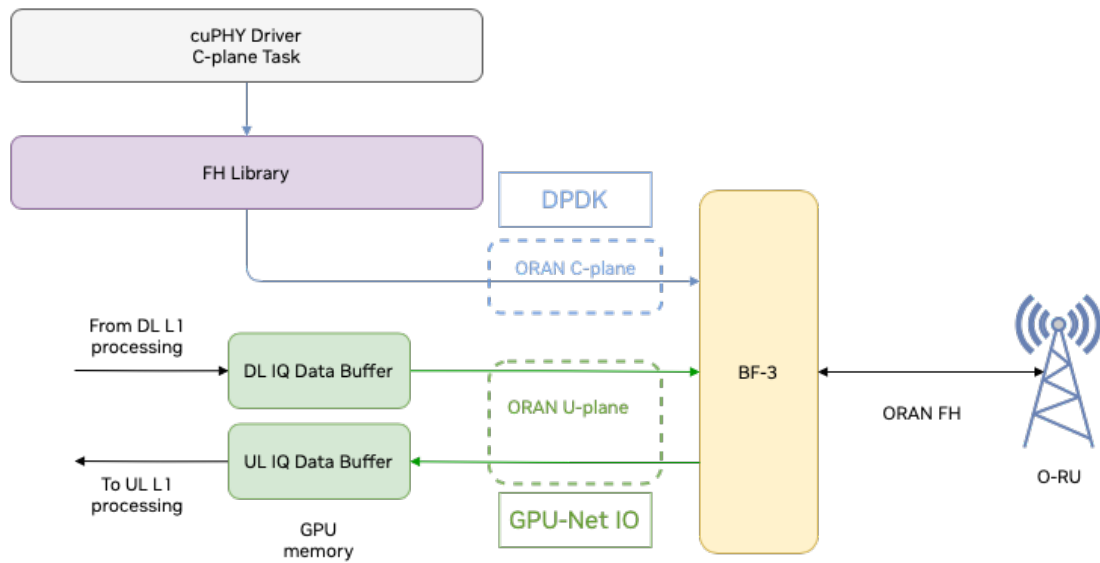 cuPHY Driver
C-plane Task
FH Library
DPDK
ORAN C-plane
From DL L1
processing
DL IQ Data Buffer
ORAN U-plane
BF-3
ORAN FH
UL IQ Data Buffer
To UL L1
processing
GPU
memory
GPU-Net IO
O-RU